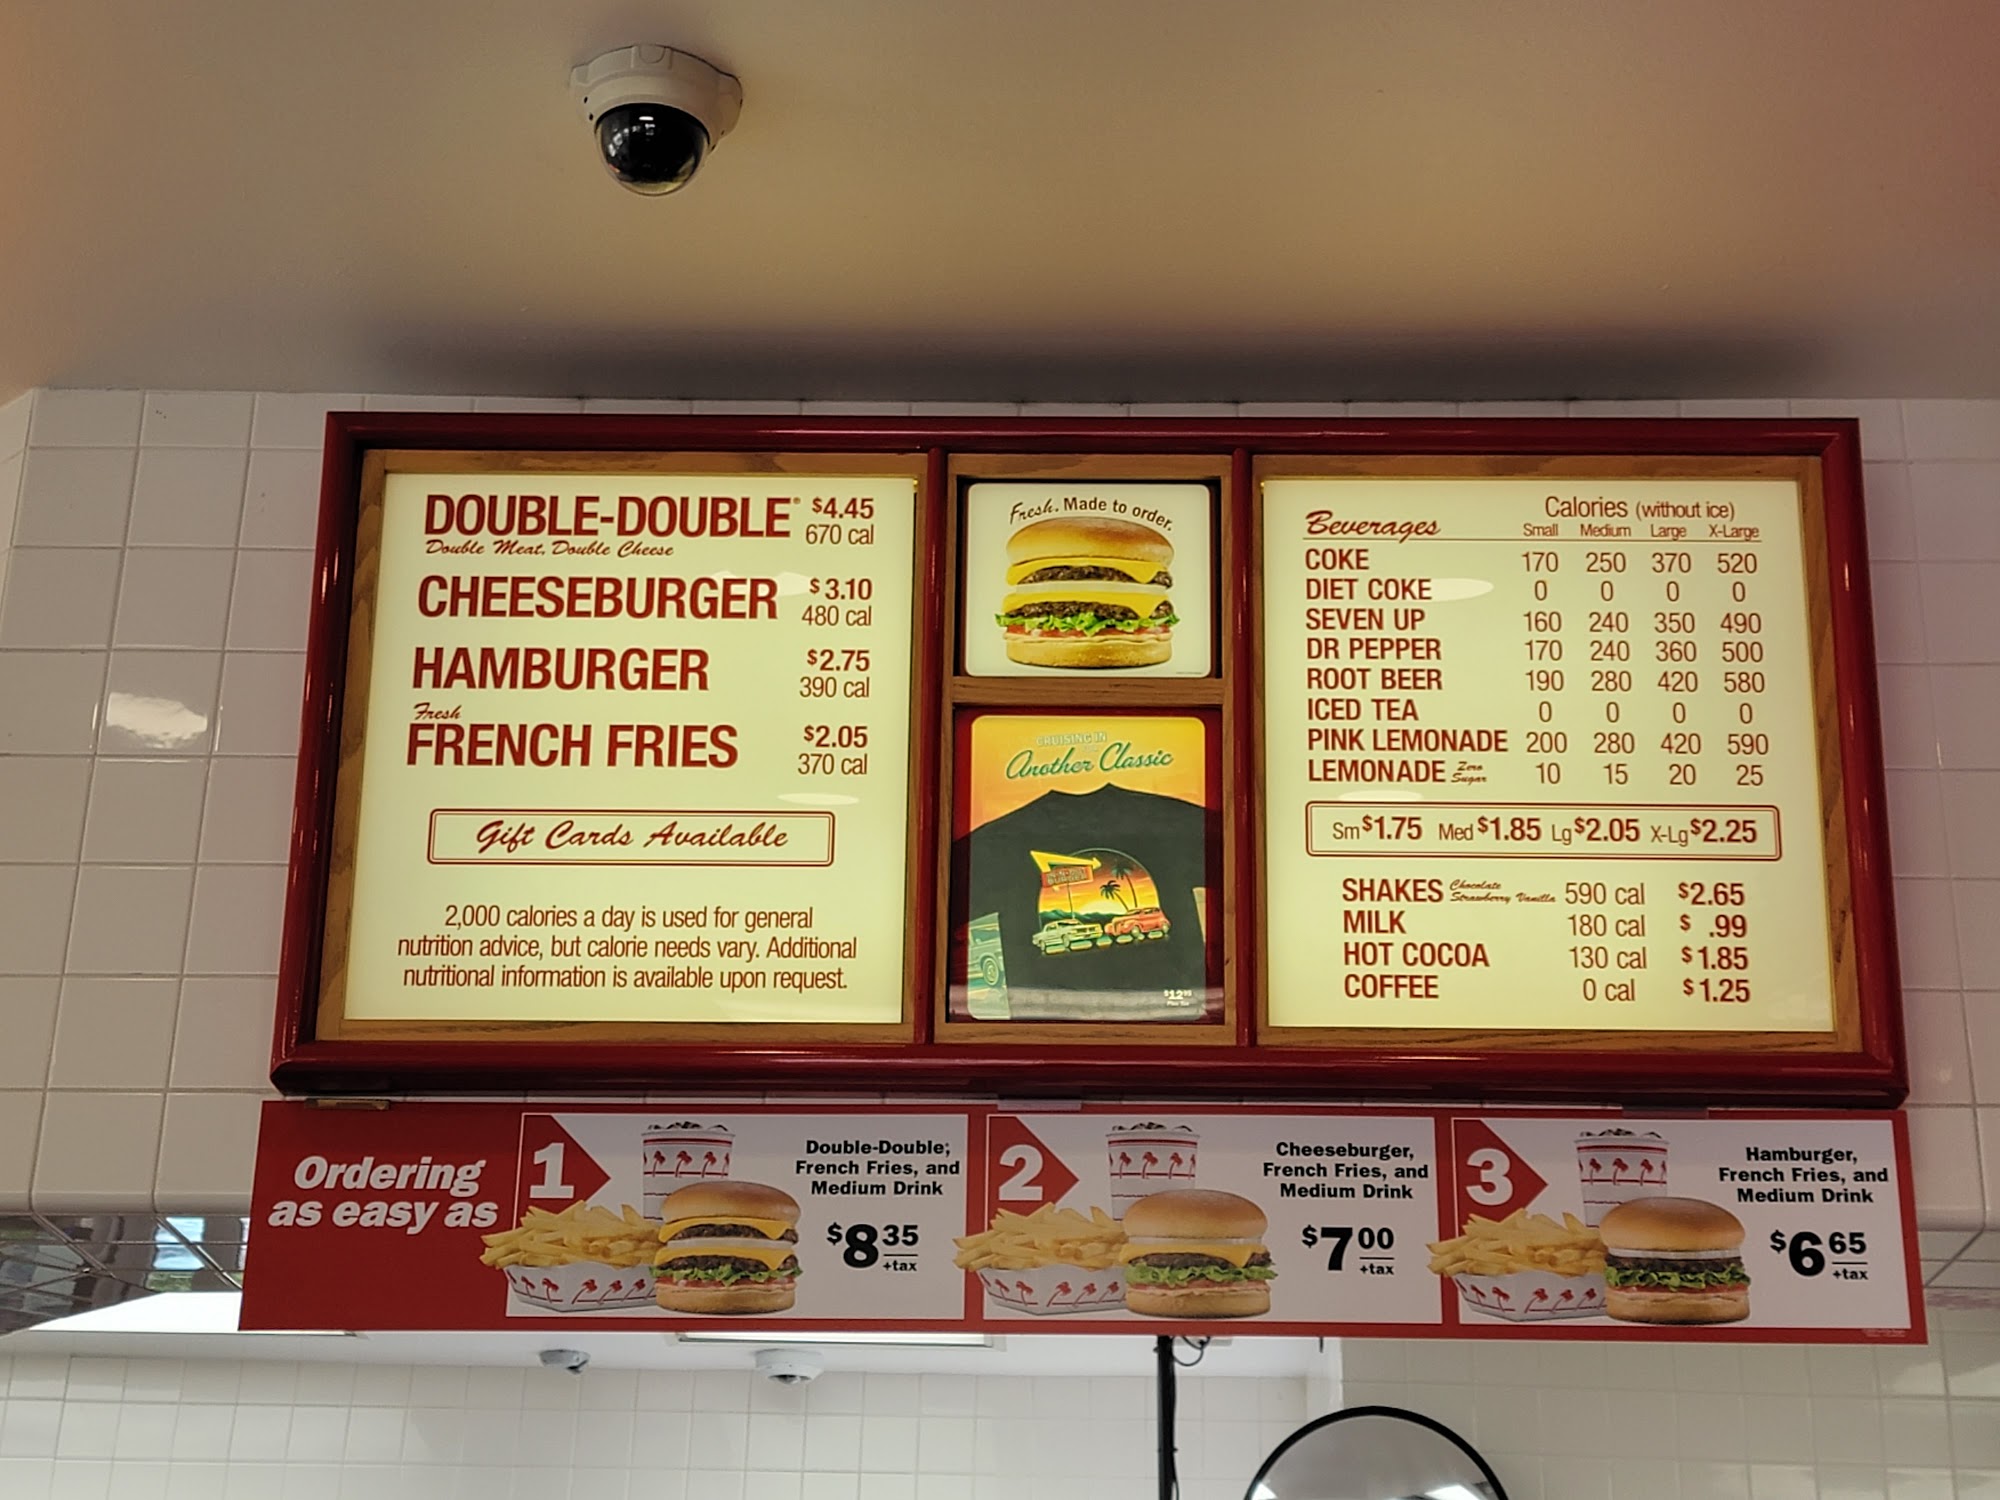 DOUBLE-DOUBLE® $4.45
Double Meat, Double Cheese 670 cal
CHEESEBURGER $3.10
480 cal
HAMBURGER $2.75
390 cal
Fresh
FRENCH FRIES $2.05
370 cal
Gift Cards Available
2,000 calories a day is used for general
nutrition advice, but calorie needs vary. Additional
nutritional information is available upon request.
Fresh. Made to order.
CRUISING IN
Another Classic
$12
Calories (without ice)
Beverages Small Medium Large X-Large
COKE 170 250 370 520
DIET COKE 0 0 0 0
SEVEN UP 160 240 350 490
DR PEPPER 170 240 360 500
ROOT BEER 190 280 420 580
ICED TEA 0 0 0 0
PINK LEMONADE 200 280 420 590
LEMONADE Zero Sugar 10 15 20 25
Sm $1.75 Med $1.85 Lg $2.05 X-Lg $2.25
SHAKES Chocolate Strawberry Vanilla 590 cal $2.65
MILK 180 cal $ .99
HOT COCOA 130 cal $1.85
COFFEE 0 cal $1.25
Ordering
as easy as
1
Double-Double,
French Fries, and
Medium Drink
$8 35
+tax
2
Cheeseburger,
French Fries, and
Medium Drink
$7 00
+tax
3
Hamburger,
French Fries, and
Medium Drink
$6 65
+tax